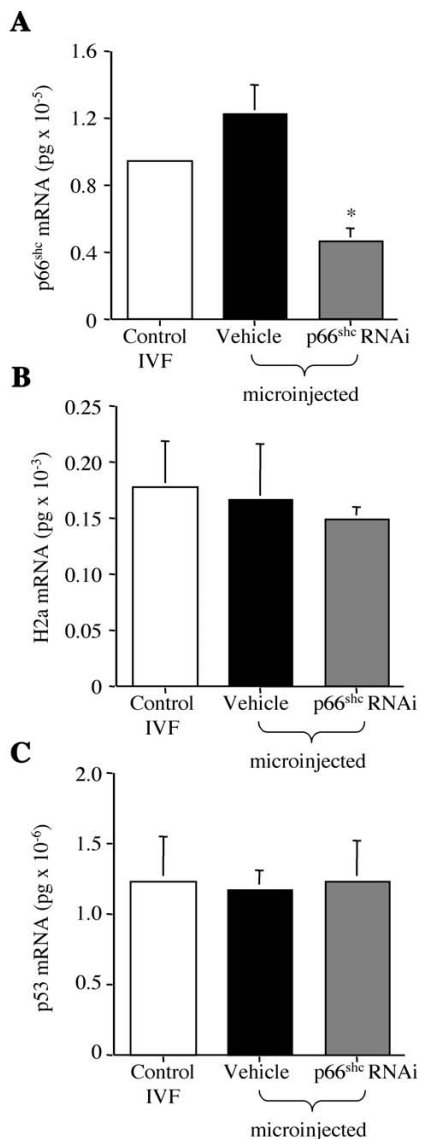 A
p66shc mRNA (pg x 10-5)
1.6
1.2
0.8
0.4
0
*
Control IVF
Vehicle
p66shc RNAi
microinjected
B
H2a mRNA (pg x 10-3)
0.25
0.20
0.15
0.10
0.05
0
Control IVF
Vehicle
p66shc RNAi
microinjected
C
p53 mRNA (pg x 10-6)
2.0
1.5
1.0
0.5
0
Control IVF
Vehicle
p66shc RNAi
microinjected